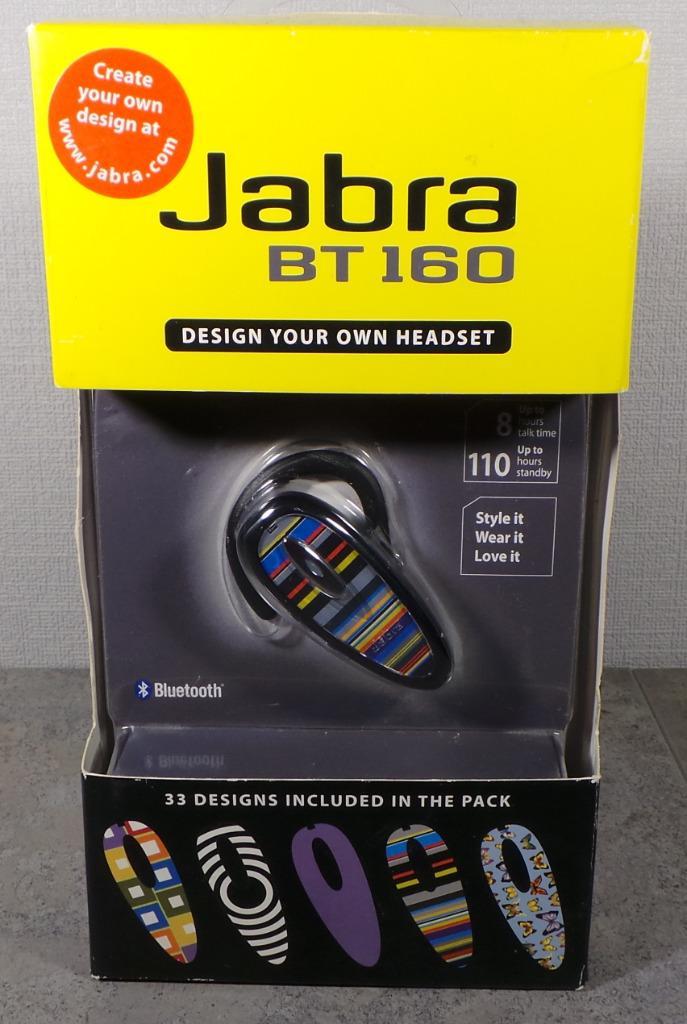 Create
your own
design at
www.jabra.com
Jabra
BT 160
DESIGN YOUR OWN HEADSET
8 Up to
hours
talk time
110 Up to
hours
standby
Style it
Wear it
Love it
Bluetooth
33 DESIGNS INCLUDED IN THE PACK